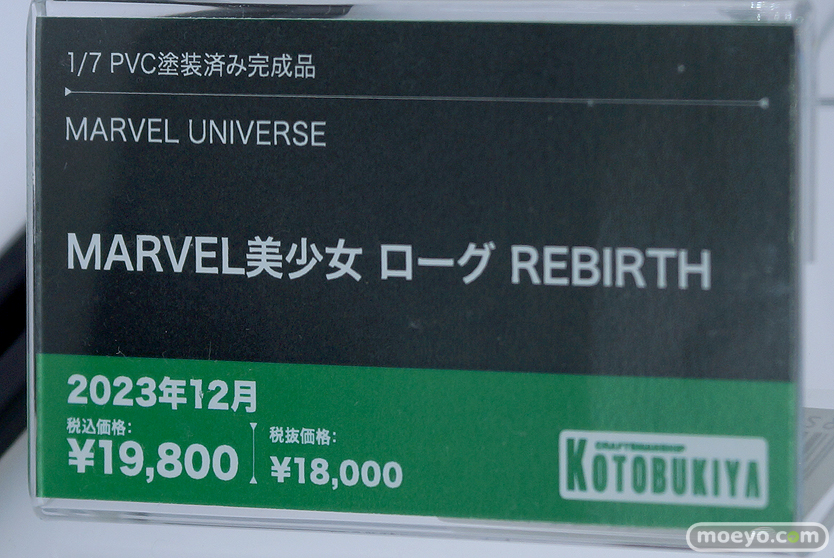 1/7 PVC塗装済み完成品
MARVEL UNIVERSE
MARVEL美少女 ローグ REBIRTH
2023年12月
税込価格:
¥19,800
税抜価格:
¥18,000
CRAFTSMANSHIP
KOTOBUKIYA
moeyo.com